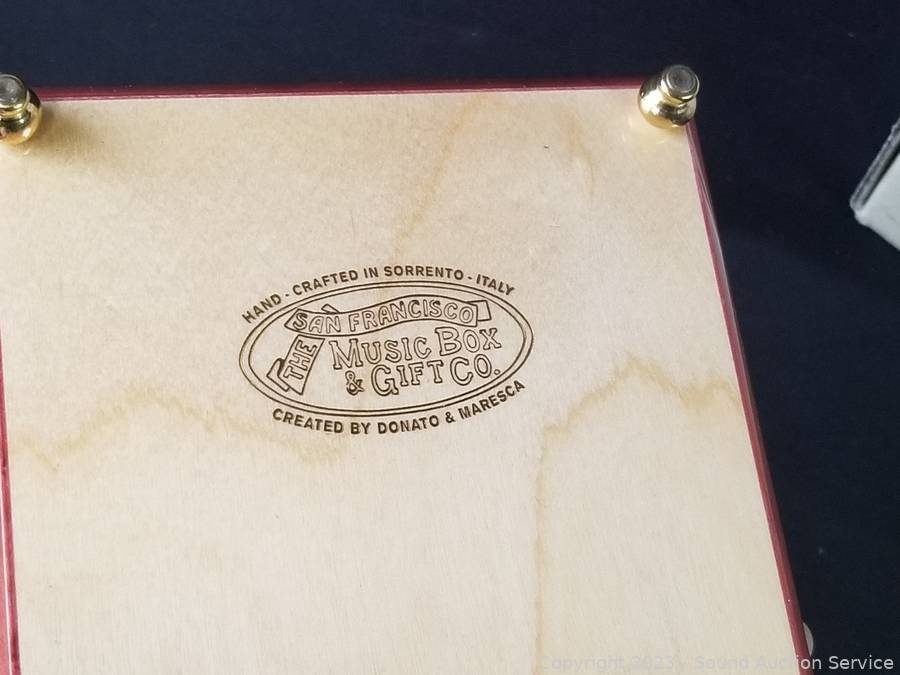 HAND - CRAFTED IN SORRENTO - ITALY
THE
SAN FRANCISCO
MUSIC BOX
& GIFT CO.
CREATED BY DONATO & MARESCA
Copyright 2023 - Sound Auction Service